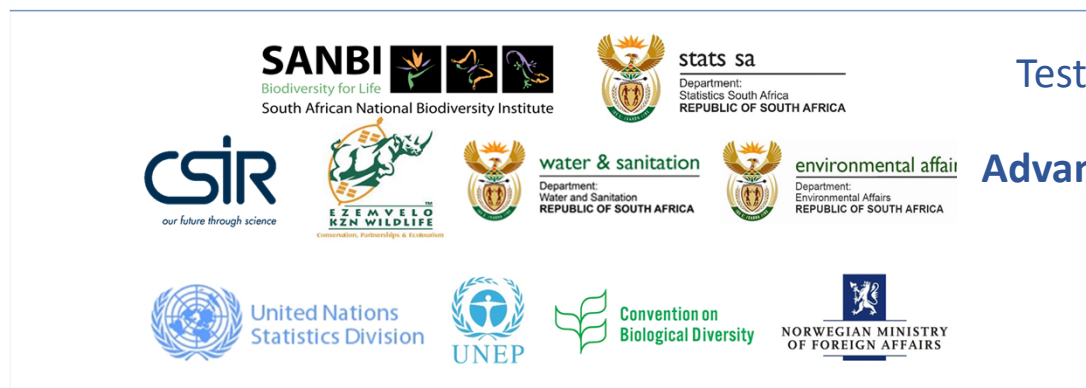 SANBI
Biodiversity for Life
South African National Biodiversity Institute
stats sa
Department:
Statistics South Africa
REPUBLIC OF SOUTH AFRICA
Test
CSIR
our future through science
EZEMVELO
KZN WILDLIFE
Conservation, Partnerships & Ecotourism
water & sanitation
Department:
Water and Sanitation
REPUBLIC OF SOUTH AFRICA
environmental affair
Department:
Environmental Affairs
REPUBLIC OF SOUTH AFRICA
Advar
United Nations
Statistics Division
UNEP
Convention on
Biological Diversity
NORWEGIAN MINISTRY
OF FOREIGN AFFAIRS